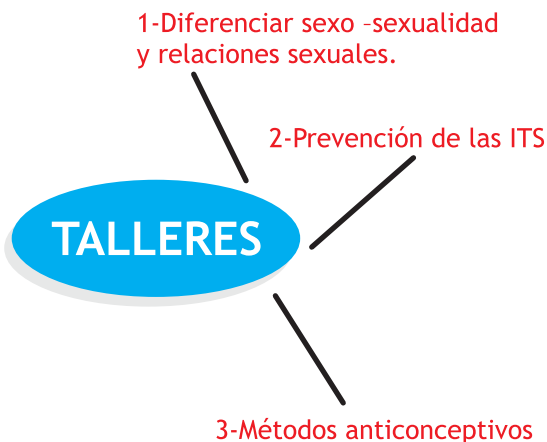 1-Diferenciar sexo –sexualidad
y relaciones sexuales.
2-Prevención de las ITS
TALLERES
3-Métodos anticonceptivos